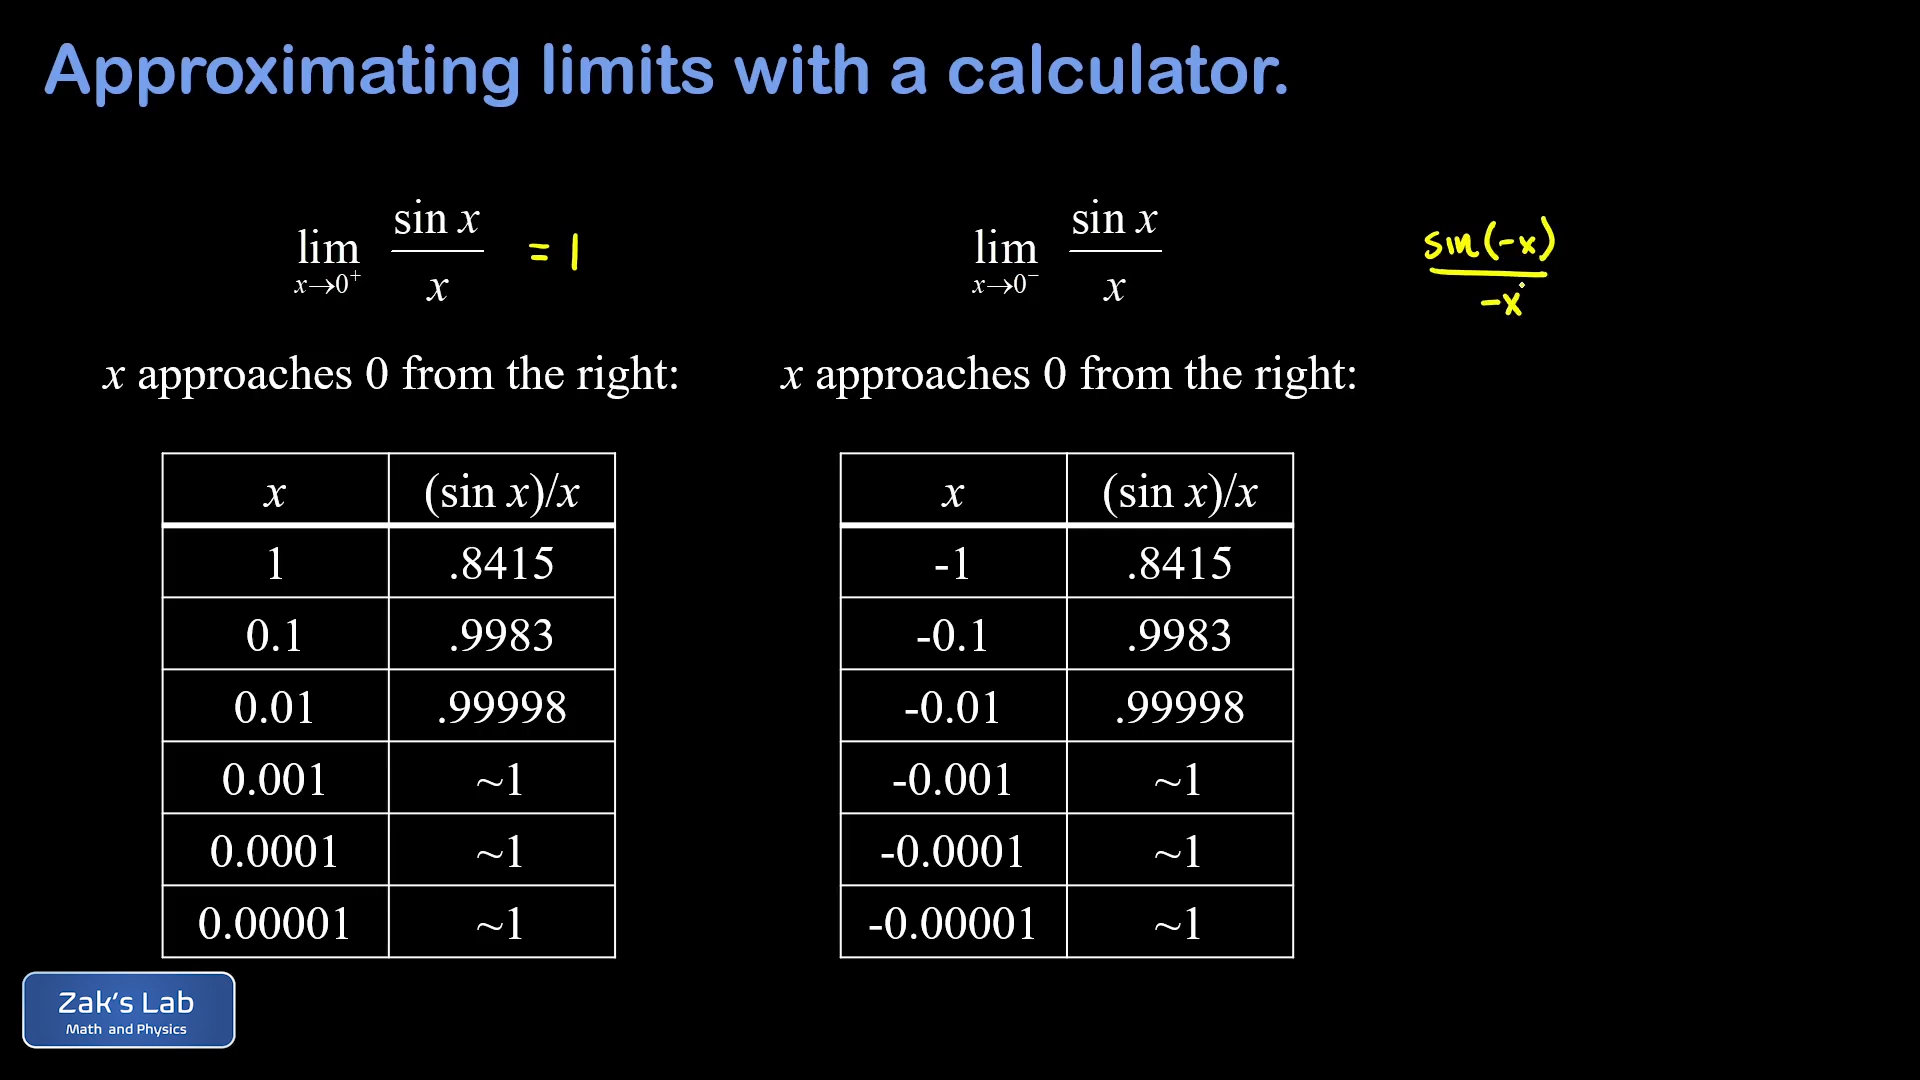 Approximating limits with a calculator.
lim x→0⁺ sin x / x = 1
lim x→0⁻ sin x / x
sin(-x) / -x
x approaches 0 from the right:
x approaches 0 from the right:
x (sin x)/x
1 .8415
0.1 .9983
0.01 .99998
0.001 ~1
0.0001 ~1
0.00001 ~1
x (sin x)/x
-1 .8415
-0.1 .9983
-0.01 .99998
-0.001 ~1
-0.0001 ~1
-0.00001 ~1
Zak's Lab
Math and Physics